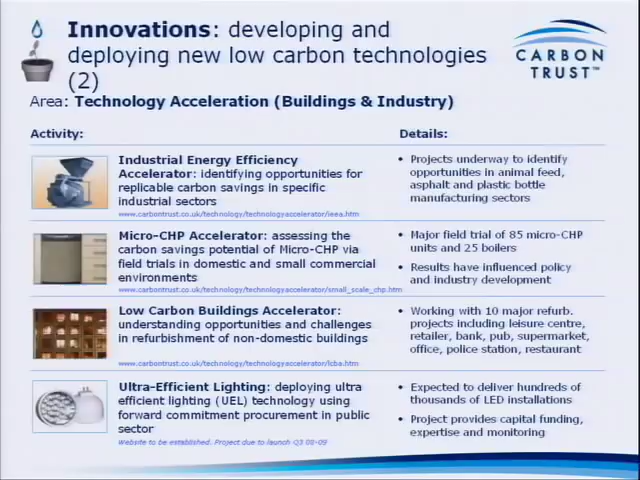 Innovations: developing and
deploying new low carbon technologies
(2)
CARBON
TRUST™
Area: Technology Acceleration (Buildings & Industry)
Activity:
Details:
Industrial Energy Efficiency
Accelerator: identifying opportunities for
replicable carbon savings in specific
industrial sectors
www.carbontrust.co.uk/technology/technologyaccelerator/ieea.htm
• Projects underway to identify
opportunities in animal feed,
asphalt and plastic bottle
manufacturing sectors
Micro-CHP Accelerator: assessing the
carbon savings potential of Micro-CHP via
field trials in domestic and small commercial
environments
www.carbontrust.co.uk/technology/technologyaccelerator/small_scale_chp.htm
• Major field trial of 85 micro-CHP
units and 25 boilers
• Results have influenced policy
and industry development
Low Carbon Buildings Accelerator:
understanding opportunities and challenges
in refurbishment of non-domestic buildings
www.carbontrust.co.uk/technology/technologyaccelerator/lcba.htm
• Working with 10 major refurb.
projects including leisure centre,
retailer, bank, pub, supermarket,
office, police station, restaurant
Ultra-Efficient Lighting: deploying ultra
efficient lighting (UEL) technology using
forward commitment procurement in public
sector
Website to be established. Project due to launch Q3 08-09
• Expected to deliver hundreds of
thousands of LED installations
• Project provides capital funding,
expertise and monitoring